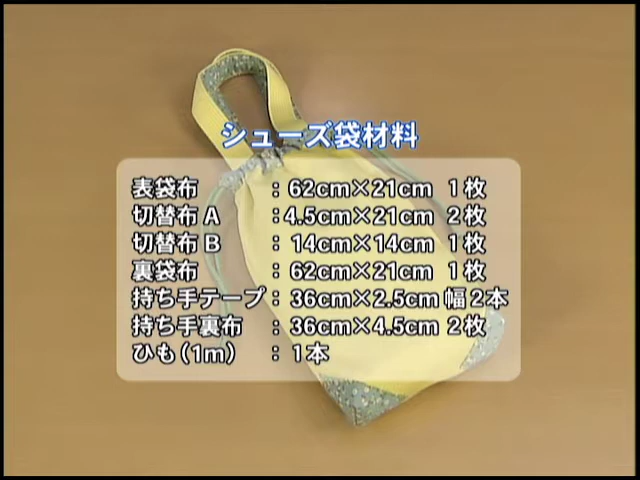 シューズ袋材料
表袋布 : 62cm×21cm 1枚
切替布A : 4.5cm×21cm 2枚
切替布B : 14cm×14cm 1枚
裏袋布 : 62cm×21cm 1枚
持ち手テープ : 36cm×2.5cm幅2本
持ち手裏布 : 36cm×4.5cm 2枚
ひも(1m) : 1本